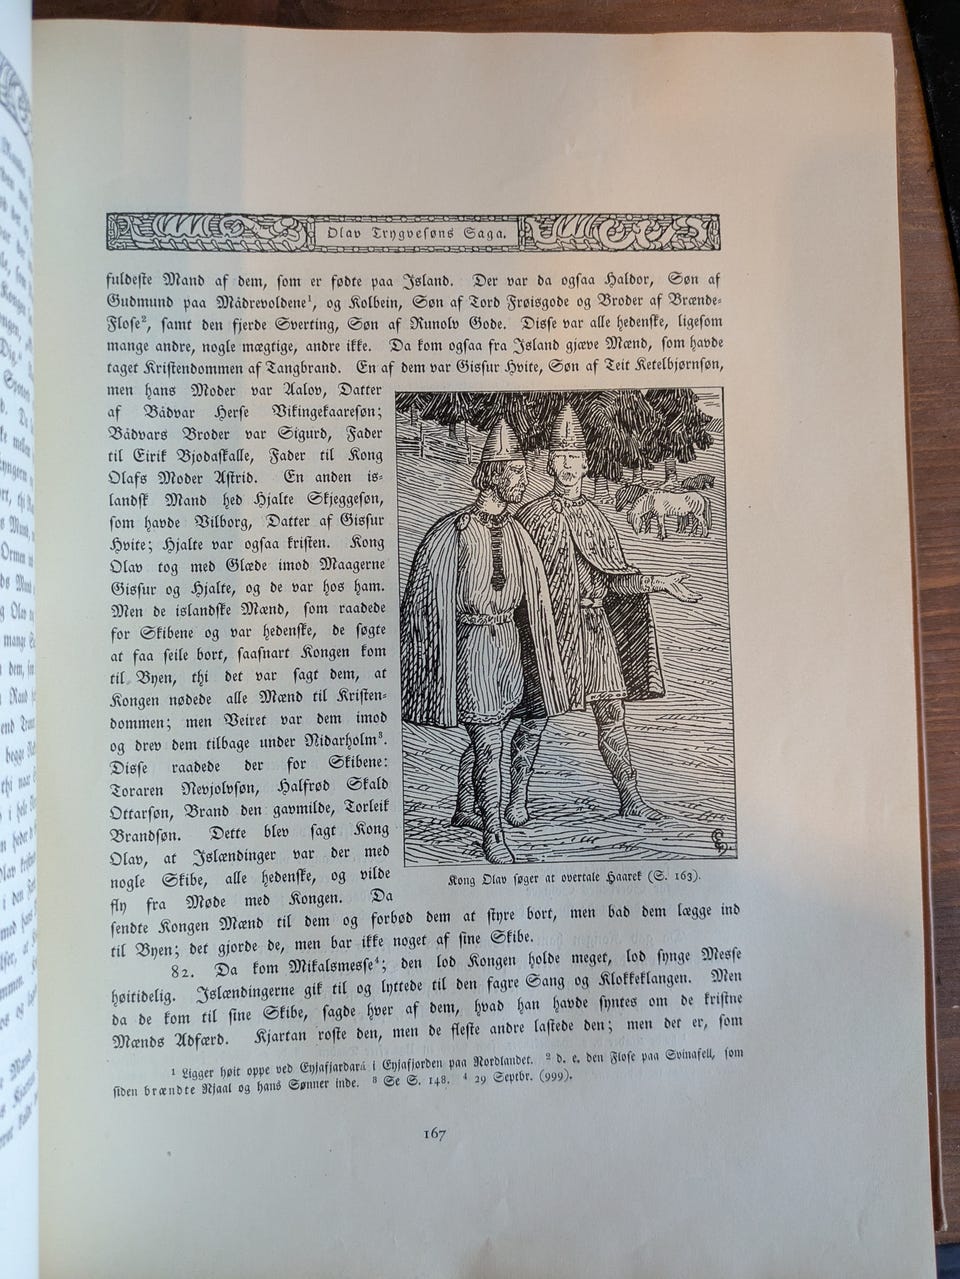 Olav Trygvesøns Saga.
fuldeste Mand af dem, som er fødte paa Island. Der var da ogsaa Haldor, Søn af
Gudmund paa Mådrevoldene¹, og Kolbein, Søn af Tord Frøisgode og Broder af Brænde-
Flose², samt den fjerde Sverting, Søn af Runolv Gode. Disse var alle hedenske, ligesom
mange andre, nogle mægtige, andre ikke. Da kom ogsaa fra Island gjæve Mænd, som havde
taget Kristendommen af Tangbrand. En af dem var Gissur Hvite, Søn af Teit Ketelbjørnsøn,
men hans Moder var Aalov, Datter
af Bådvar Herse Vikingekaaresøn;
Bådvars Broder var Sigurd, Fader
til Eirik Bjodaskalle, Fader til Kong
Olafs Moder Astrid. En anden is-
landsk Mand hed Hjalte Skjeggesøn,
som havde Vilborg, Datter af Gissur
Hvite; Hjalte var ogsaa kristen. Kong
Olav tog med Glæde imod Maagerne
Gissur og Hjalte, og de var hos ham.
Men de islandske Mænd, som raadede
for Skibene og var hedenske, de søgte
at faa seile bort, saasnart Kongen kom
til Byen, thi det var sagt dem, at
Kongen nødede alle Mænd til Kristen-
dommen; men Veiret var dem imod
og drev dem tilbage under Nidarholm³.
Disse raadede der for Skibene:
Toraren Nevjolvsøn, Halfrød Skald
Ottarsøn, Brand den gavmilde, Torleik
Brandsøn. Dette blev sagt Kong
Olav, at Islændinger var der med
nogle Skibe, alle hedenske, og vilde
fly fra Møde med Kongen. Da
sendte Kongen Mænd til dem og forbød dem at styre bort, men bad dem lægge ind
til Byen; det gjorde de, men bar ikke noget af sine Skibe.
Kong Olav søger at overtale Haarek (S. 163).
82. Da kom Mikalsmesse⁴; den lod Kongen holde meget, lod synge Messe
høitidelig. Islændingerne gik til og lyttede til den fagre Sang og Klokkeklangen. Men
da de kom til sine Skibe, sagde hver af dem, hvad han havde syntes om de kristne
Mænds Adfærd. Kjartan roste den, men de fleste andre lastede den; men det er, som
¹ Ligger høit oppe ved Eyjafjardará i Eyjafjorden paa Nordlandet. ² d. e. den Flose paa Svinafell, som
siden brændte Njaal og hans Sønner inde. ³ Se S. 148. ⁴ 29 Septbr. (999).
167